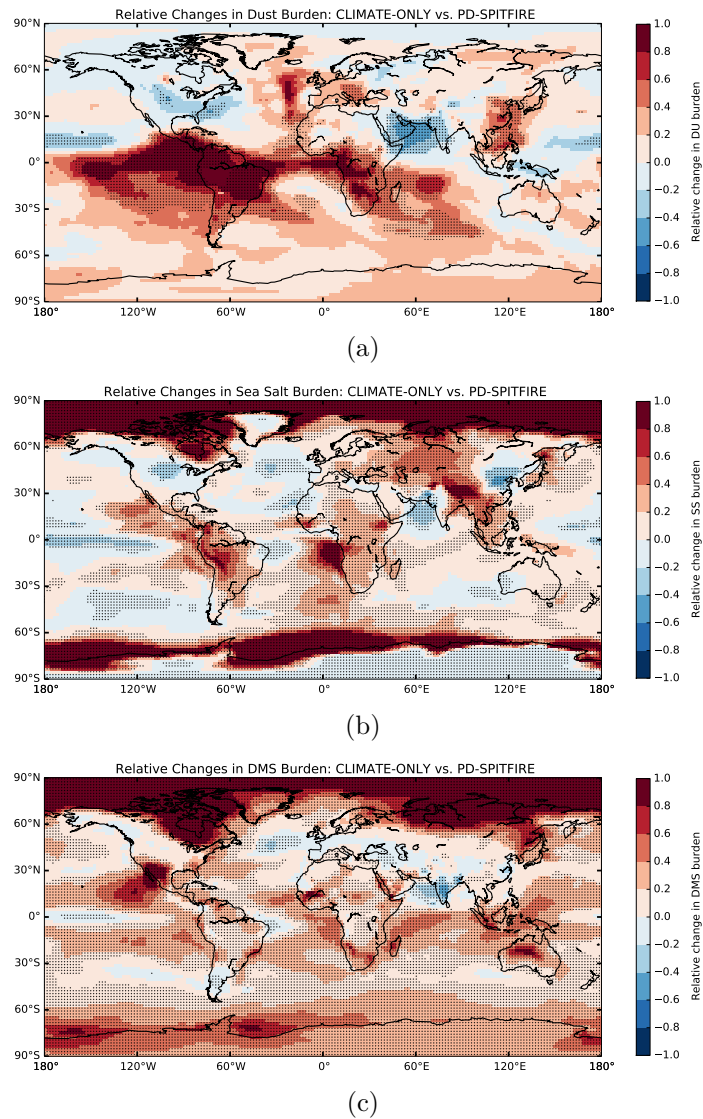 Relative Changes in Dust Burden: CLIMATE-ONLY vs. PD-SPITFIRE
90°N
60°N
30°N
0°
30°S
60°S
90°S
180°
120°W
60°W
0°
60°E
120°E
180°
1.0
0.8
0.6
0.4
0.2
0.0
−0.2
−0.4
−0.6
−0.8
−1.0
Relative change in DU burden
(a)
Relative Changes in Sea Salt Burden: CLIMATE-ONLY vs. PD-SPITFIRE
90°N
60°N
30°N
0°
30°S
60°S
90°S
180°
120°W
60°W
0°
60°E
120°E
180°
1.0
0.8
0.6
0.4
0.2
0.0
−0.2
−0.4
−0.6
−0.8
−1.0
Relative change in SS burden
(b)
Relative Changes in DMS Burden: CLIMATE-ONLY vs. PD-SPITFIRE
90°N
60°N
30°N
0°
30°S
60°S
90°S
180°
120°W
60°W
0°
60°E
120°E
180°
1.0
0.8
0.6
0.4
0.2
0.0
−0.2
−0.4
−0.6
−0.8
−1.0
Relative change in DMS burden
(c)